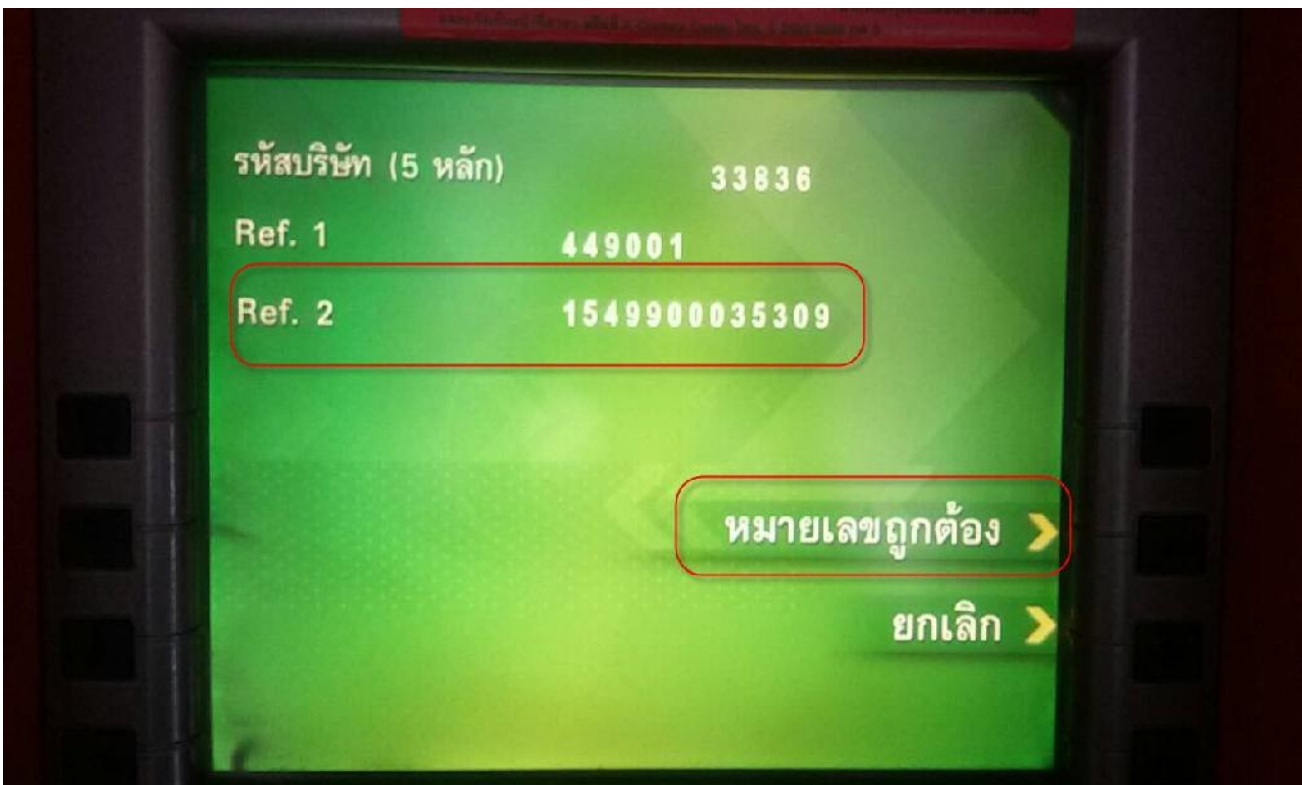 รหัสบริษัท (5 หลัก) 33836
Ref. 1 449001
Ref. 2 1549900035309
หมายเลขถูกต้อง
ยกเลิก